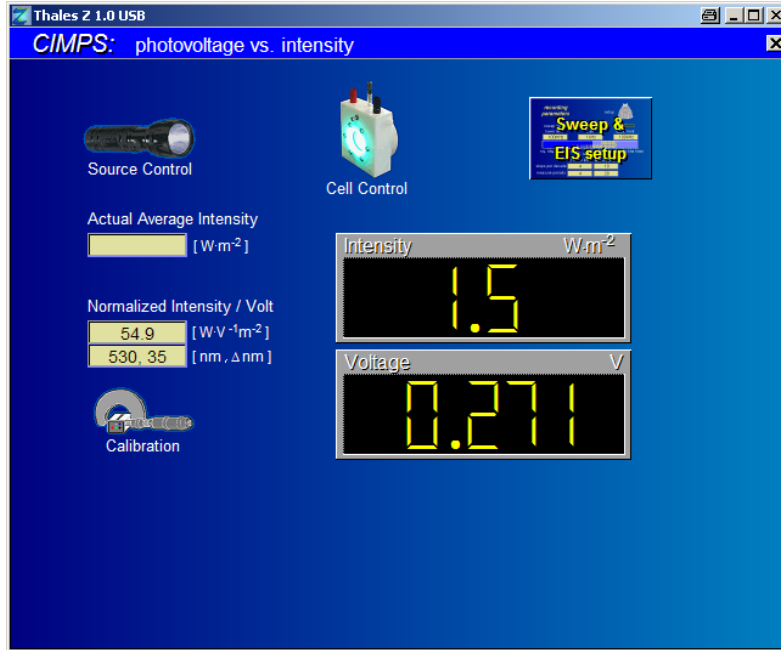 Thales Z 1.0 USB
CIMPS: photovoltage vs. intensity
Sweep &
EIS setup
Source Control
Cell Control
Actual Average Intensity
[ W·m-2 ]
Intensity W.m-2
1.5
Normalized Intensity / Volt
54.9 [ W·V -1m-2 ]
530, 35 [ nm , Δ nm ]
Voltage V
0.271
Calibration